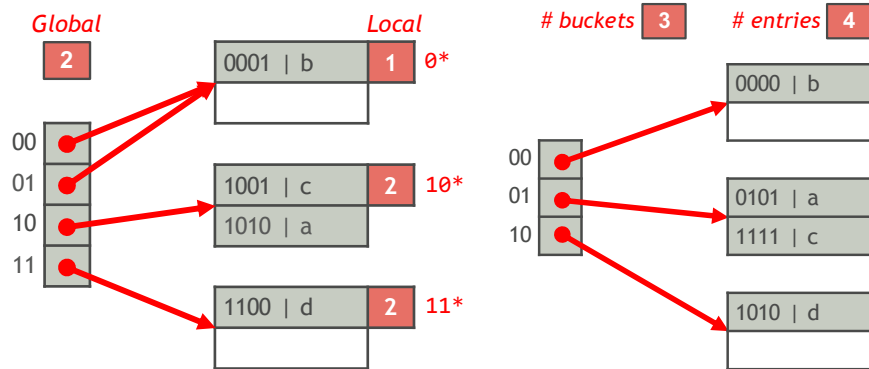 Global
2
Local
0001 | b 1 0*
00
01
10
11
1001 | c 2 10*
1010 | a
1100 | d 2 11*
# buckets 3 # entries 4
00
01
10
0000 | b
0101 | a
1111 | c
1010 | d